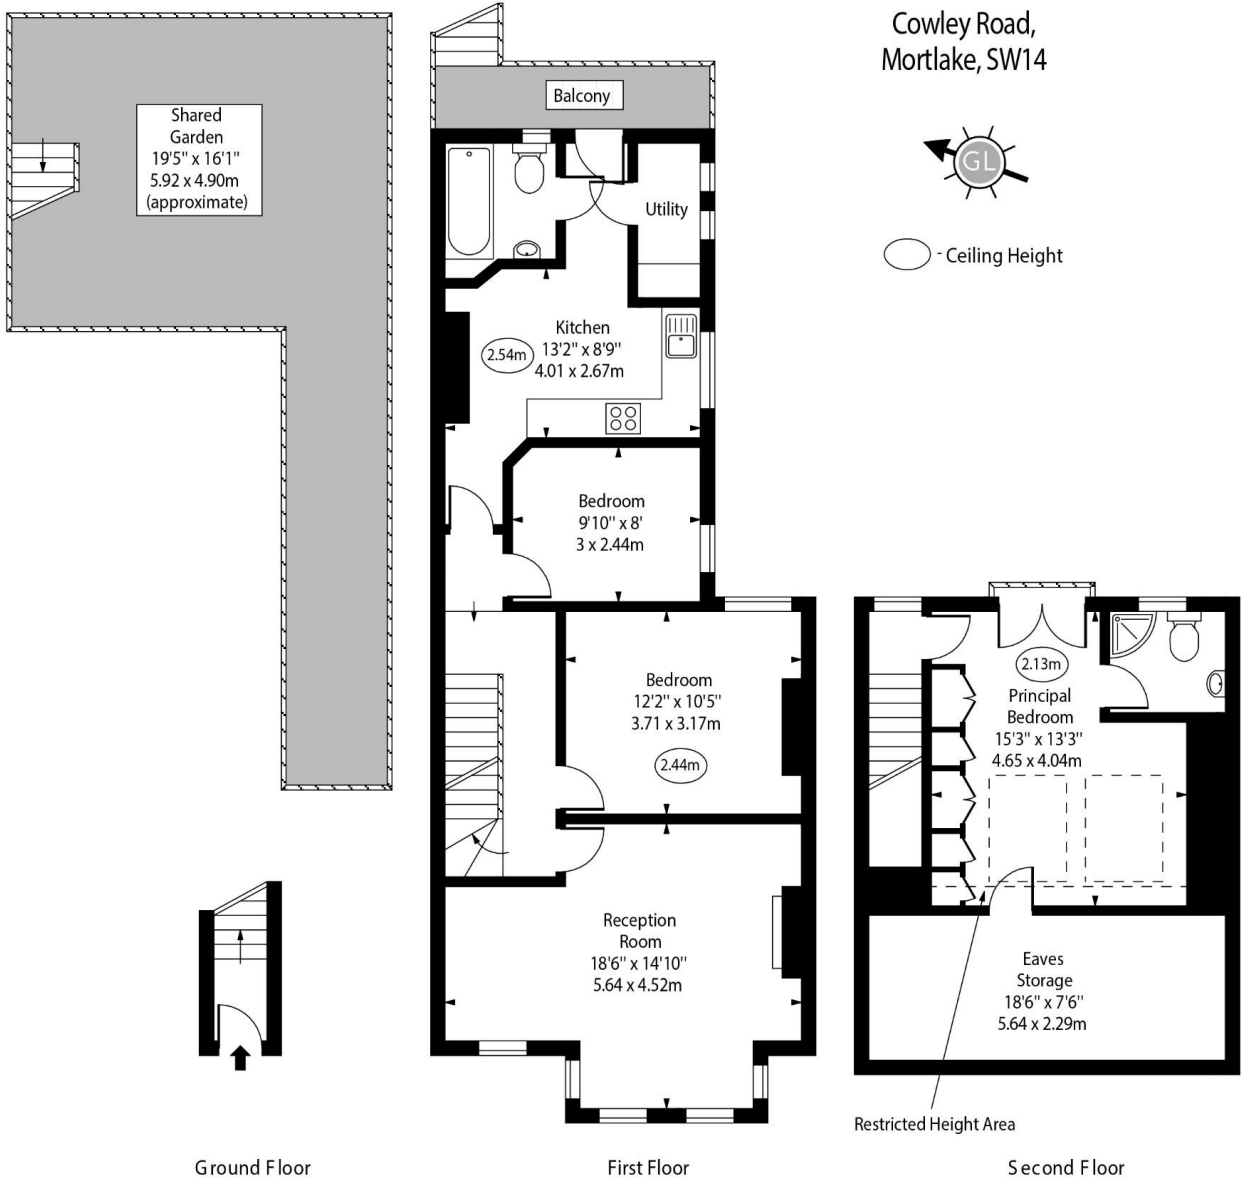 Cowley Road,
Mortlake, SW14
GL
- Ceiling Height
Shared
Garden
19'5" x 16'1"
5.92 x 4.90m
(approximate)
Balcony
Utility
Kitchen
13'2" x 8'9"
4.01 x 2.67m
2.54m
Bedroom
9'10" x 8'
3 x 2.44m
Bedroom
12'2" x 10'5"
3.71 x 3.17m
2.44m
Reception
Room
18'6" x 14'10"
5.64 x 4.52m
2.13m
Principal
Bedroom
15'3" x 13'3"
4.65 x 4.04m
Eaves
Storage
18'6" x 7'6"
5.64 x 2.29m
Restricted Height Area
Ground Floor
First Floor
Second Floor